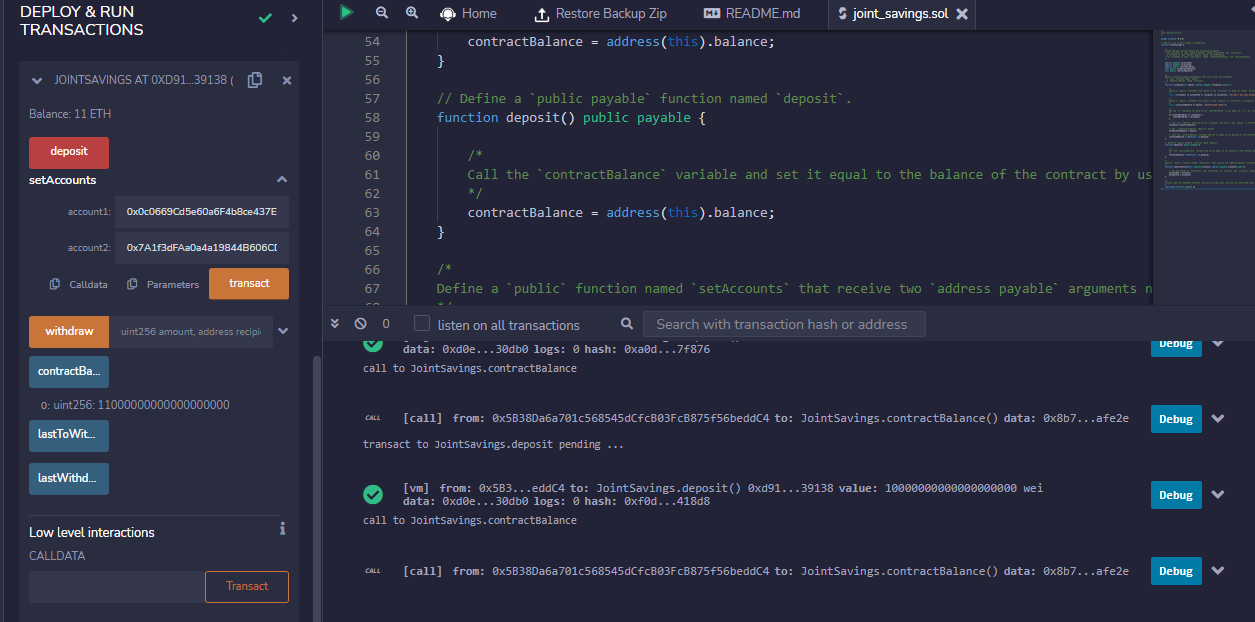 DEPLOY & RUN
TRANSACTIONS
JOINTSAVINGS AT 0XD91...39138 (
Balance: 11 ETH
deposit
setAccounts
account1: 0x0c0669Cd5e60a6F4b8ce437E
account2: 0x7A1f3dFAa0a4a19844B606CD
Calldata Parameters transact
withdraw uint256 amount, address recipi
contractBa...
0: uint256: 11000000000000000000
lastToWit...
lastWithd...
Low level interactions i
CALLDATA
Transact
Home Restore Backup Zip README.md joint_savings.sol
54 contractBalance = address(this).balance;
55 }
56
57 // Define a `public payable` function named `deposit`.
58 function deposit() public payable {
59
60 /*
61 Call the `contractBalance` variable and set it equal to the balance of the contract by us
62 */
63 contractBalance = address(this).balance;
64 }
65
66 /*
67 Define a `public` function named `setAccounts` that receive two `address payable` arguments n
0 listen on all transactions Search with transaction hash or address
data: 0xd0e...30db0 logs: 0 hash: 0xa0d...7f876 Debug
call to JointSavings.contractBalance
CALL [call] from: 0x5B38Da6a701c568545dCfcB03FcB875f56beddC4 to: JointSavings.contractBalance() data: 0x8b7...afe2e Debug
transact to JointSavings.deposit pending ...
[vm] from: 0x5B3...eddC4 to: JointSavings.deposit() 0xd91...39138 value: 10000000000000000000 wei Debug
data: 0xd0e...30db0 logs: 0 hash: 0xf0d...418d8
call to JointSavings.contractBalance
CALL [call] from: 0x5B38Da6a701c568545dCfcB03FcB875f56beddC4 to: JointSavings.contractBalance() data: 0x8b7...afe2e Debug